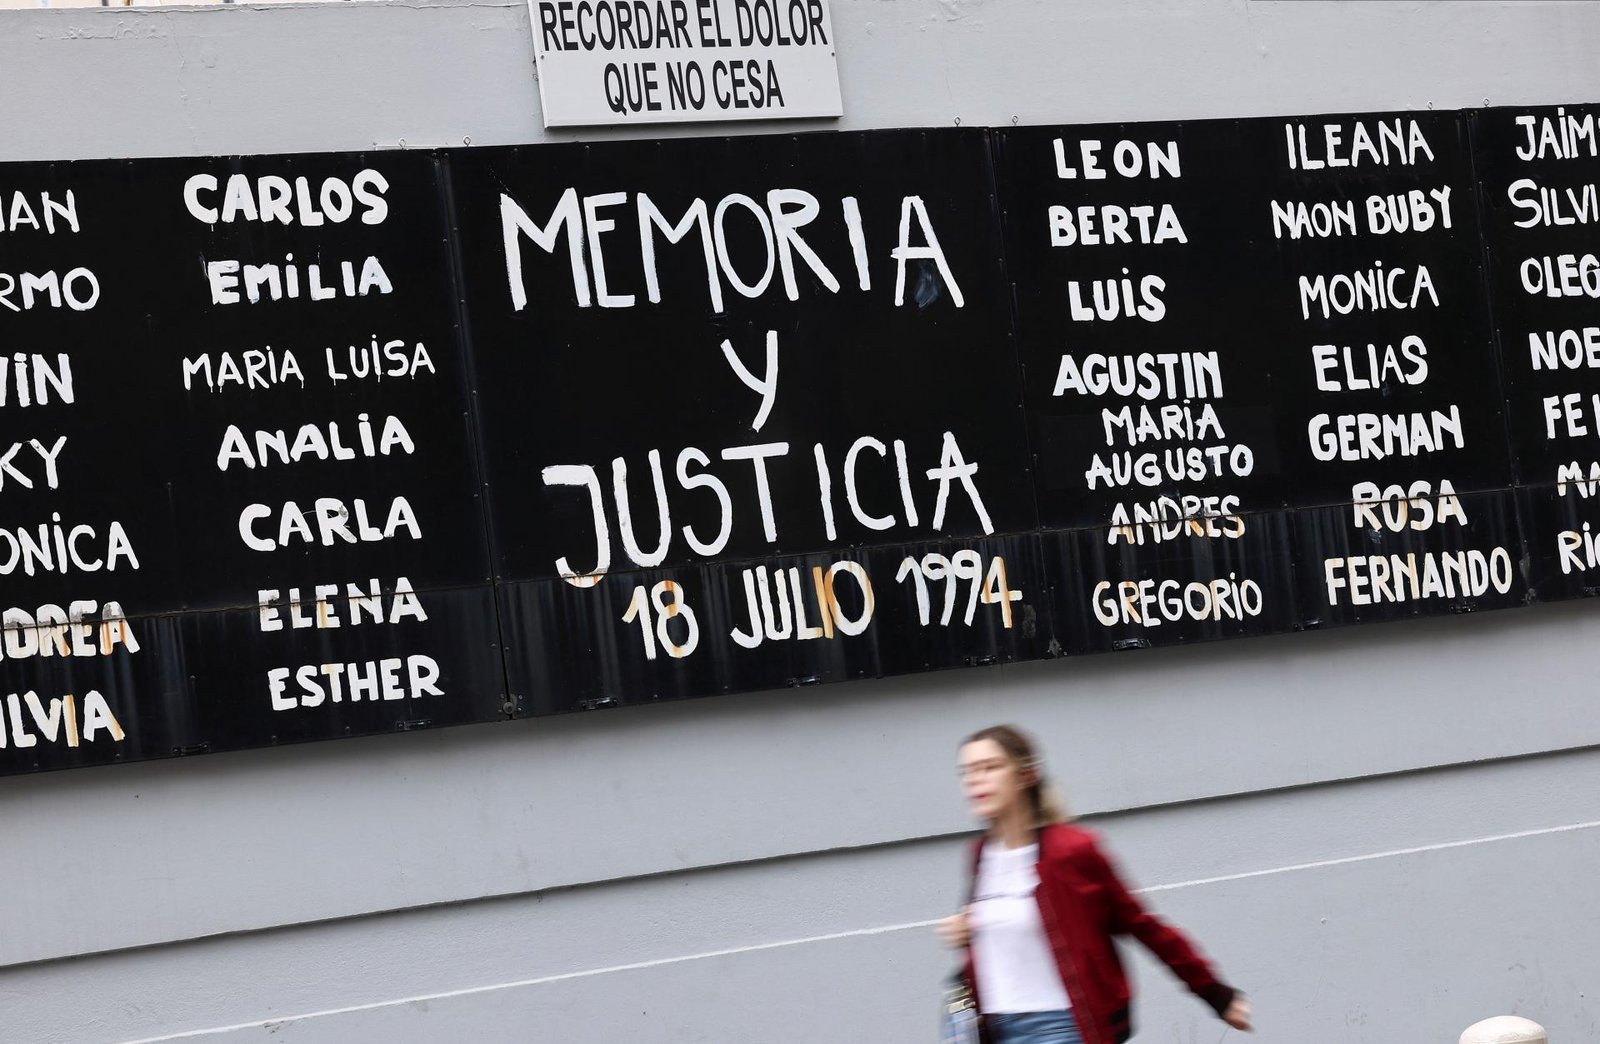 RECORDAR EL DOLOR
QUE NO CESA
CARLOS
EMILIA
MARIA LUISA
ANALIA
CARLA
ELENA
ESTHER
MEMORIA
Y
JUSTICIA
18 JULIO 1994
LEON
BERTA
LUIS
AGUSTIN
MARIA
AUGUSTO
ANDRES
GREGORIO
ILEANA
NAON BUBY
MONICA
ELIAS
GERMAN
ROSA
FERNANDO